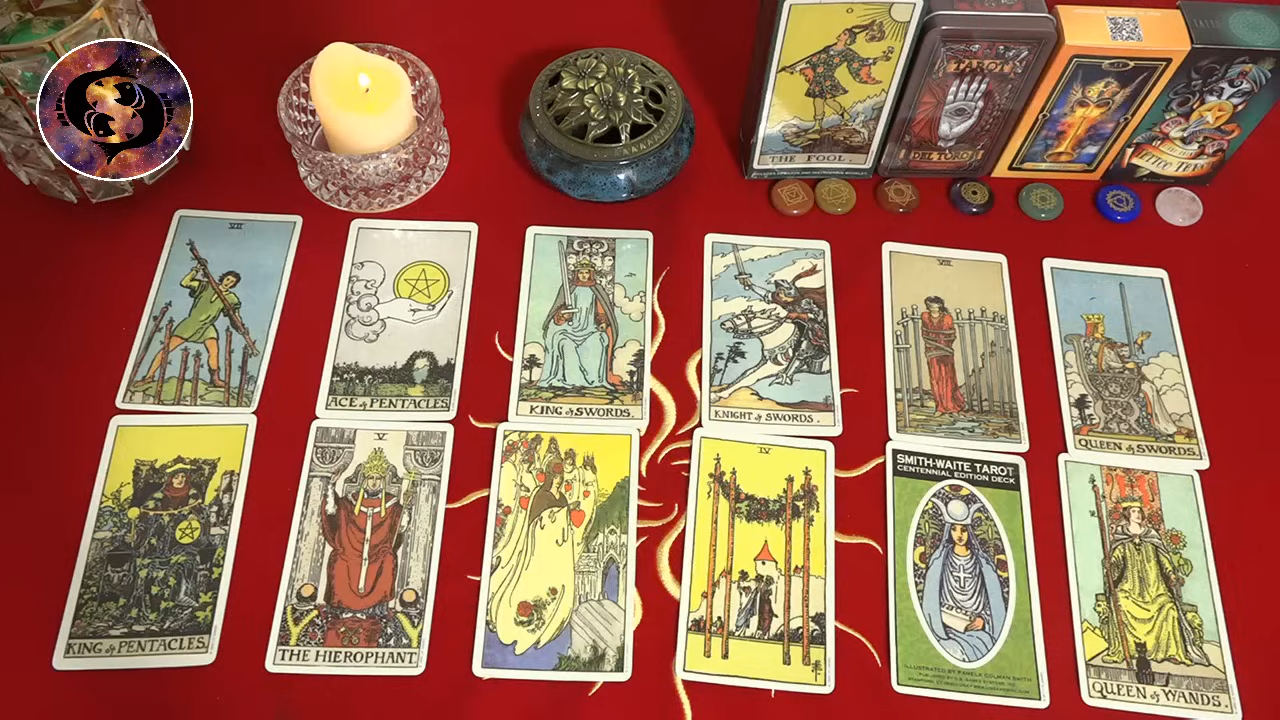 0
THE FOOL.
TAROT
DEL TORO
VII
ACE of PENTACLES.
KING of SWORDS.
KNIGHT of SWORDS.
VIII
QUEEN of SWORDS.
KING of PENTACLES.
V
THE HIEROPHANT.
IV
SMITH-WAITE TAROT
CENTENNIAL EDITION DECK
ILLUSTRATED BY PAMELA COLMAN SMITH
QUEEN of WANDS.